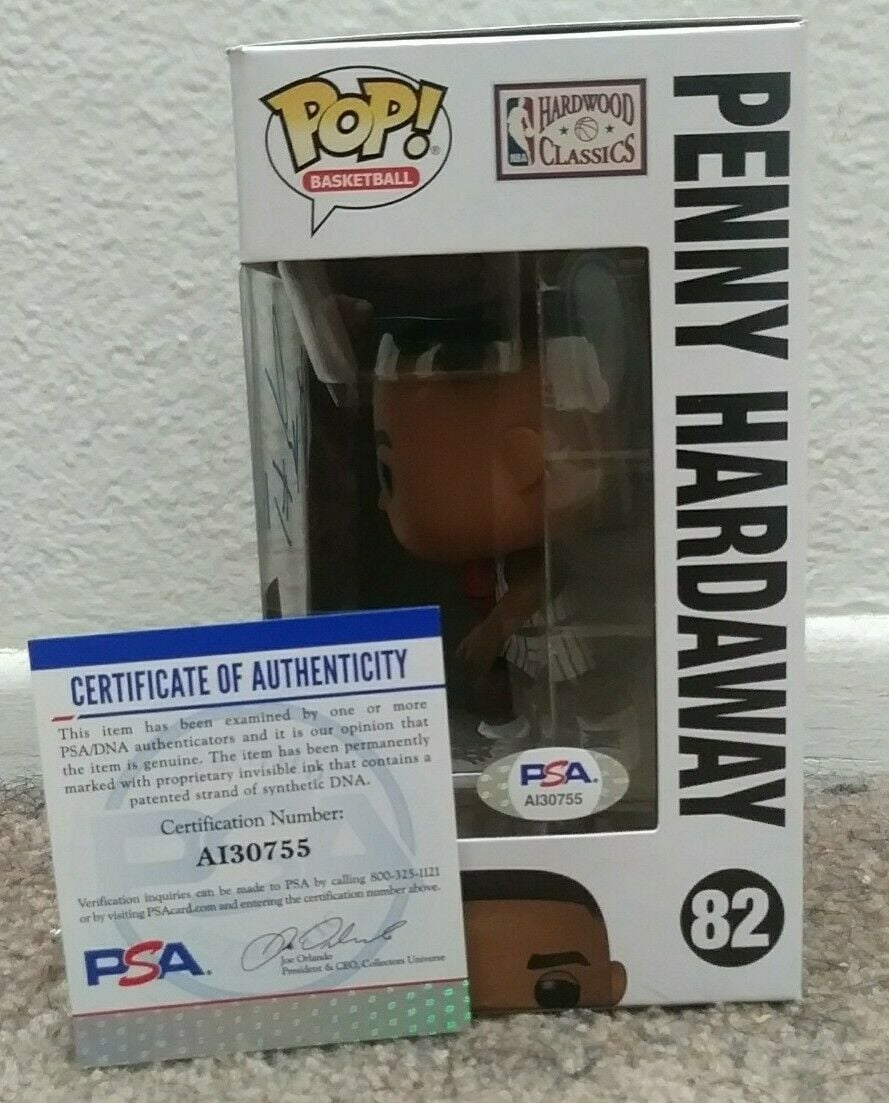 POP!
BASKETBALL
HARDWOOD
CLASSICS
NBA
PENNY HARDAWAY
82
PSA.
AI30755
CERTIFICATE OF AUTHENTICITY
This item has been examined by one or more
PSA/DNA authenticators and it is our opinion that
the item is genuine. The item has been permanently
marked with proprietary invisible ink that contains a
patented strand of synthetic DNA.
Certification Number:
AI30755
Verification inquiries can be made to PSA by calling 800-325-1121
or by visiting PSAcard.com and entering the certification number above.
PSA.
Joe Orlando
President & CEO, Collectors Universe